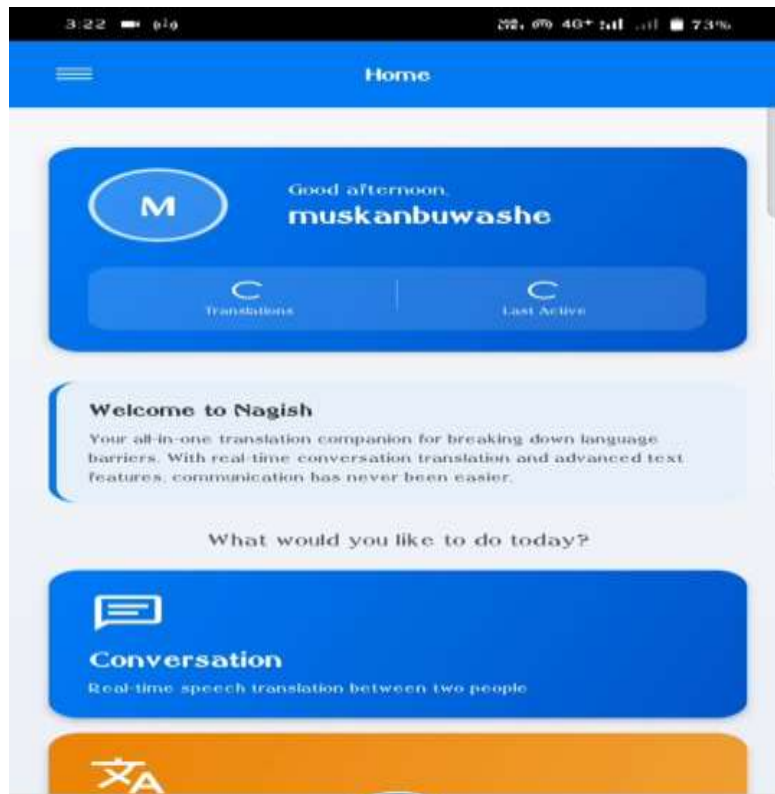 3:22
4G+ 73%
Home
M
Good afternoon,
muskanbuwashe
Translations
Last Active
Welcome to Nagish
Your all-in-one translation companion for breaking down language
barriers. With real-time conversation translation and advanced text
features, communication has never been easier.
What would you like to do today?
Conversation
Real-time speech translation between two people